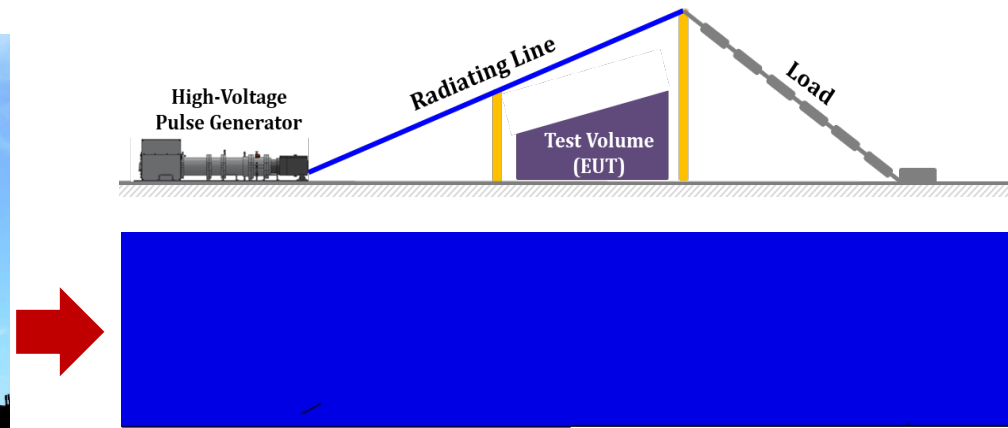 High-Voltage
Pulse Generator
Radiating Line
Test Volume
(EUT)
Load